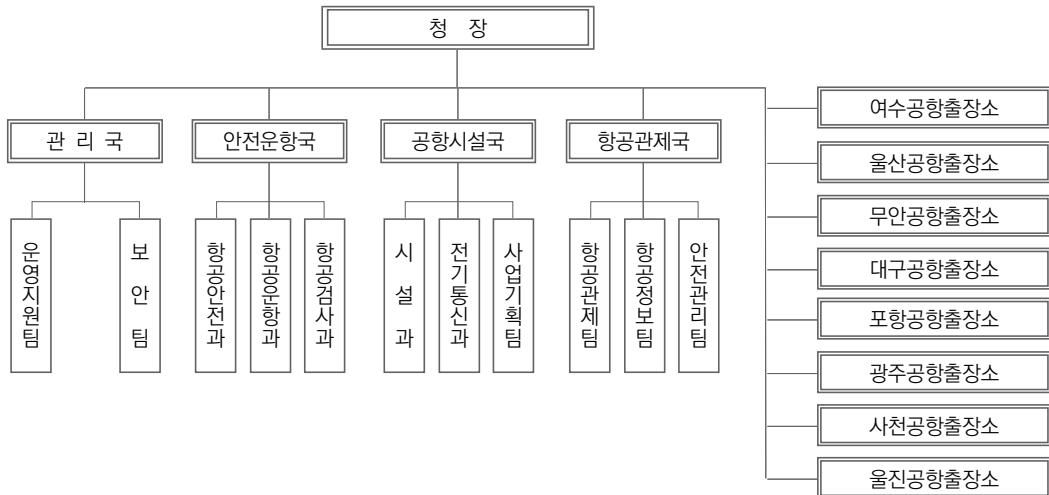 청 장
관 리 국
안전운항국
공항시설국
항공관제국
운영지원팀
보 안 팀
항공안전과
항공운항과
항공검사과
시 설 과
전기통신과
사업기획팀
항공관제팀
항공정보팀
안전관리팀
여수공항출장소
울산공항출장소
무안공항출장소
대구공항출장소
포항공항출장소
광주공항출장소
사천공항출장소
울진공항출장소